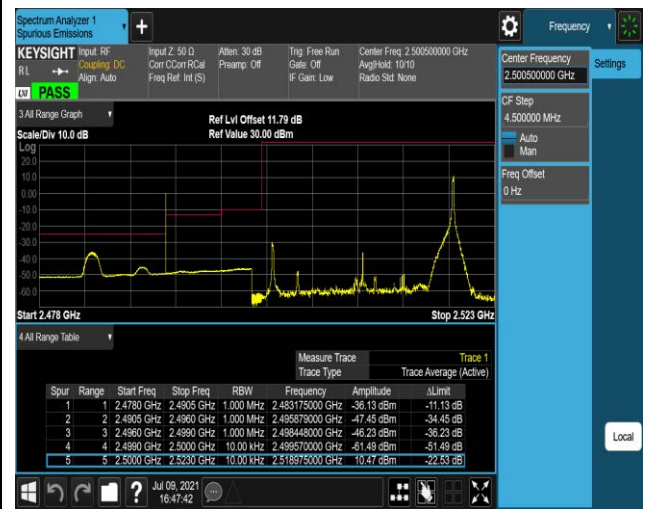 Spectrum Analyzer 1
Spurious Emissions
Frequency
KEYSIGHT Input: RF Input Z: 50 Ω Atten: 30 dB Trig: Free Run Center Freq: 2.500500000 GHz
RL Coupling: DC Corr CCorr RCal Preamp: Off Gate: Off Avg|Hold: 10/10
Align: Auto Freq Ref: Int (S) IF Gain: Low Radio Std: None
LXI PASS
Center Frequency
2.500500000 GHz
Settings
CF Step
4.500000 MHz
Auto
Man
Freq Offset
0 Hz
3 All Range Graph
Ref Lvl Offset 11.79 dB
Scale/Div 10.0 dB Ref Value 30.00 dBm
Log
20.0
10.0
0.00
-10.0
-20.0
-30.0
-40.0
-50.0
-60.0
Start 2.478 GHz Stop 2.523 GHz
4 All Range Table
Measure Trace Trace 1
Trace Type Trace Average (Active)
Spur Range Start Freq Stop Freq RBW Frequency Amplitude ΔLimit
1 1 2.4780 GHz 2.4905 GHz 1.000 MHz 2.483175000 GHz -36.13 dBm -11.13 dB
2 2 2.4905 GHz 2.4960 GHz 1.000 MHz 2.495879000 GHz -47.45 dBm -34.45 dB
3 3 2.4960 GHz 2.4990 GHz 1.000 MHz 2.498448000 GHz -46.23 dBm -36.23 dB
4 4 2.4990 GHz 2.5000 GHz 10.00 kHz 2.499570000 GHz -61.49 dBm -51.49 dB
5 5 2.5000 GHz 2.5230 GHz 10.00 kHz 2.518975000 GHz 10.47 dBm -22.53 dB
Local
?
Jul 09, 2021
16:47:42